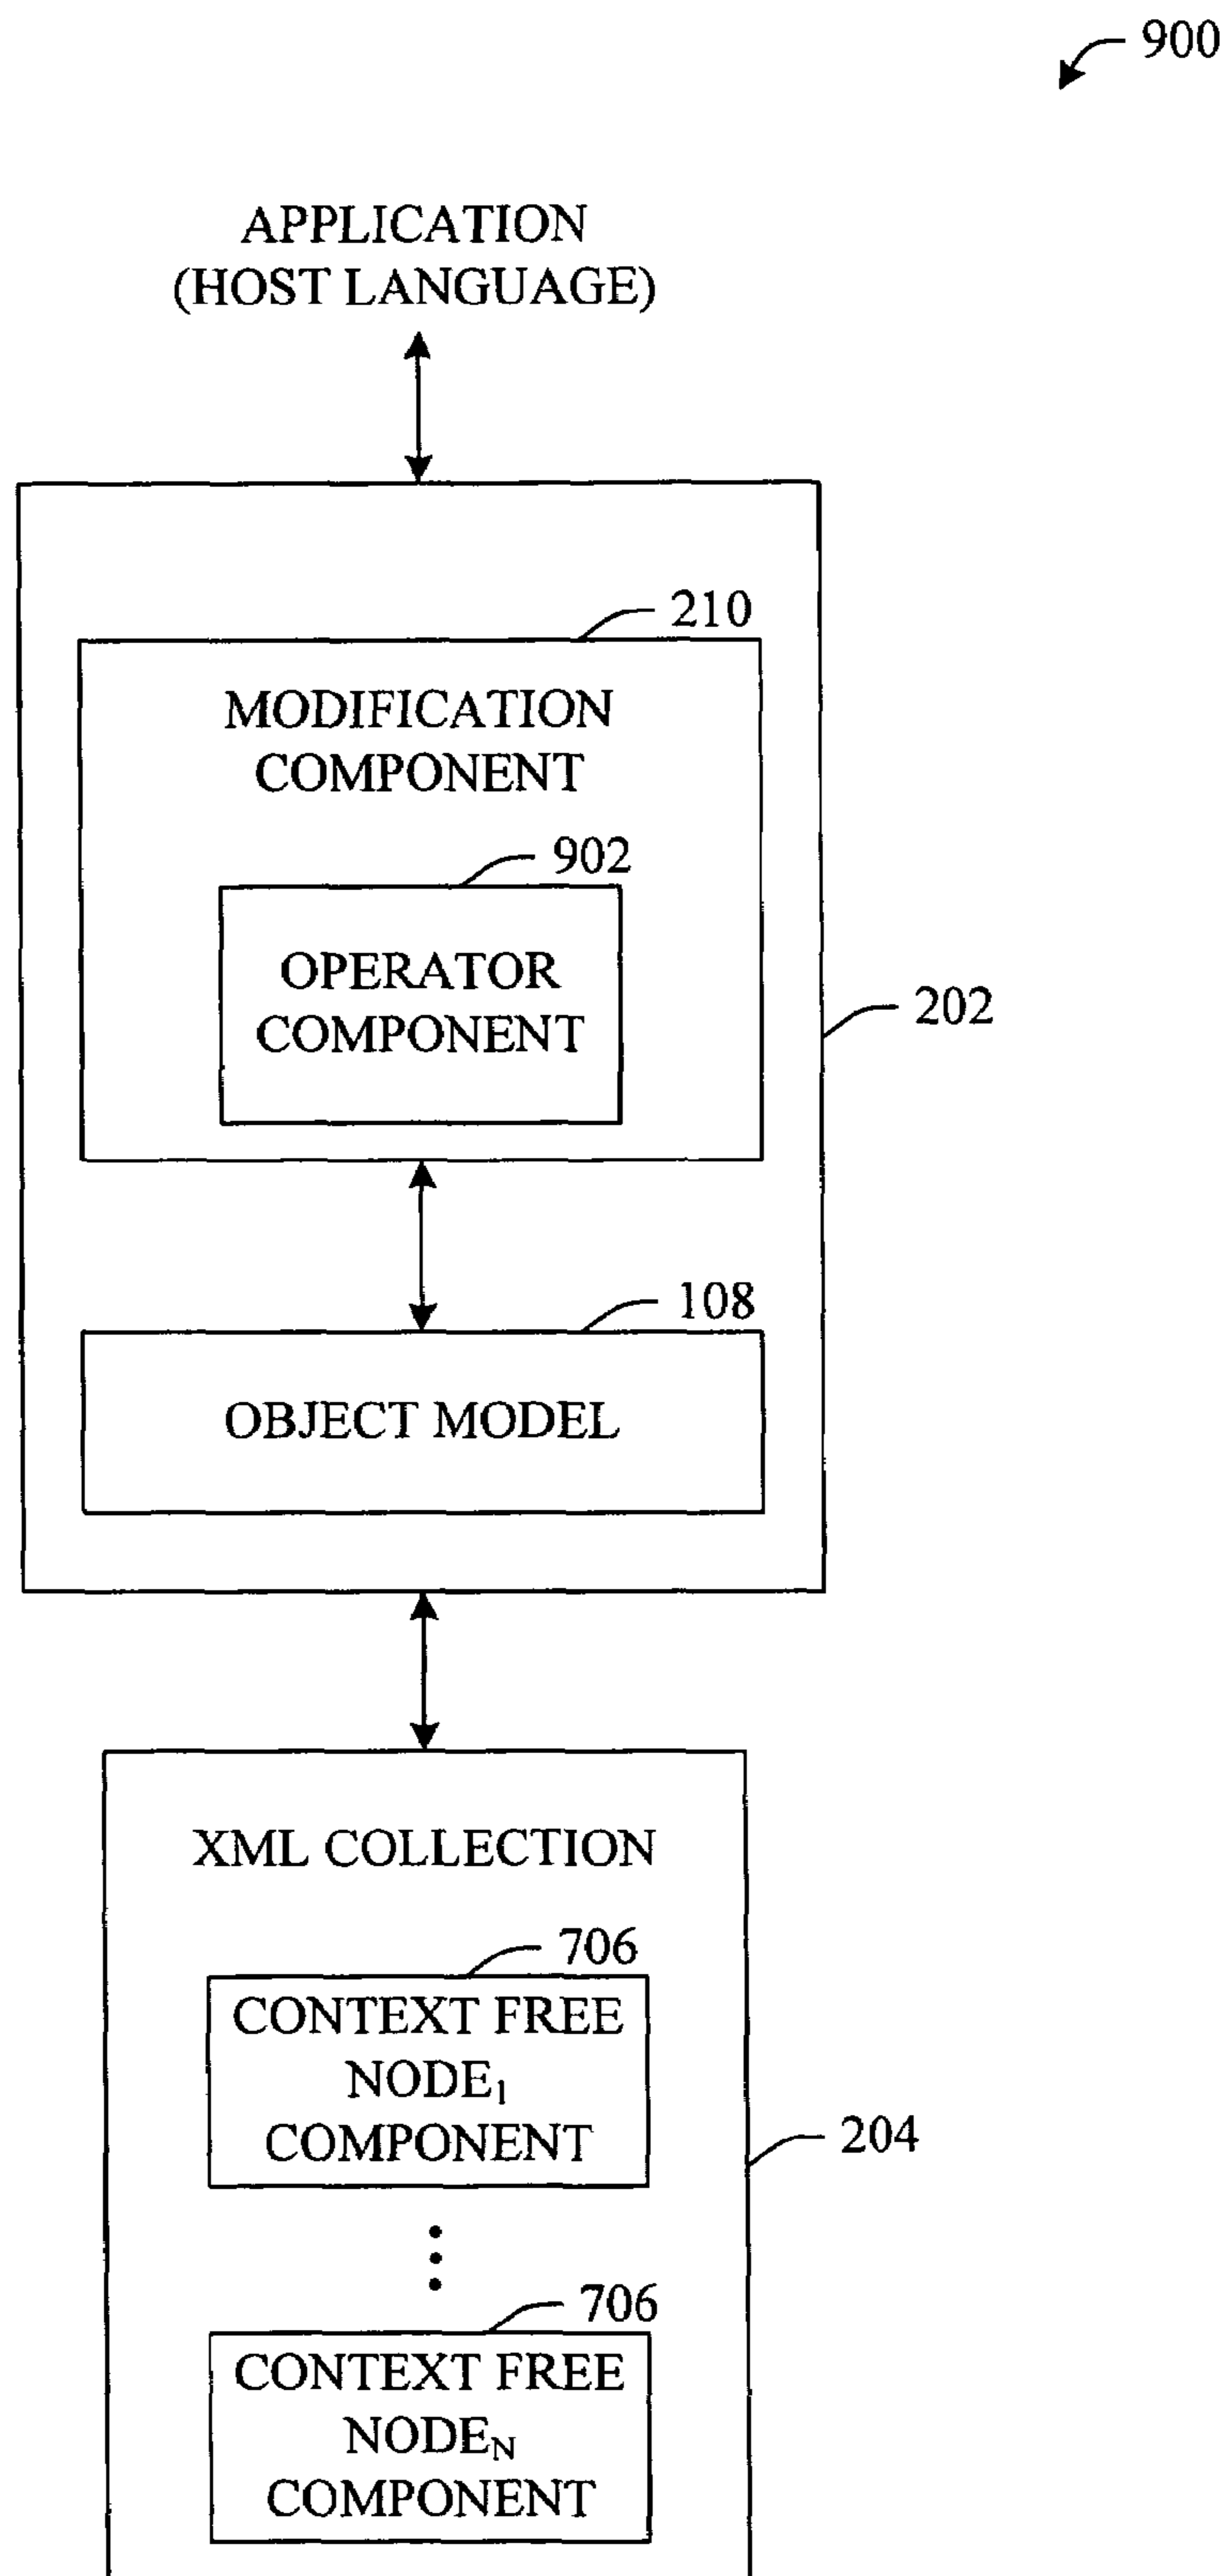 900
APPLICATION
(HOST LANGUAGE)
210
MODIFICATION
COMPONENT
902
OPERATOR
COMPONENT
202
108
OBJECT MODEL
XML COLLECTION
706
CONTEXT FREE
NODE₁
COMPONENT
204
706
CONTEXT FREE
NODE_N
COMPONENT